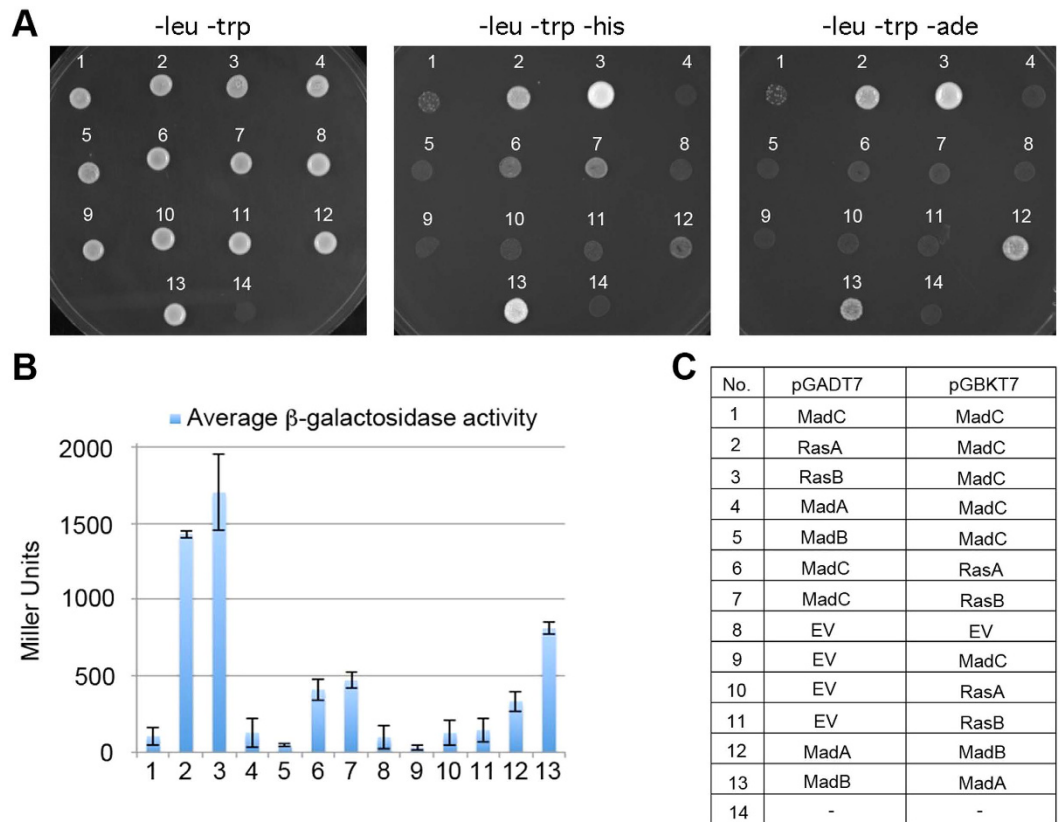 A
-leu -trp
-leu -trp -his
-leu -trp -ade
1 2 3 4
5 6 7 8
9 10 11 12
13 14
1 2 3 4
5 6 7 8
9 10 11 12
13 14
1 2 3 4
5 6 7 8
9 10 11 12
13 14
B
Average β-galactosidase activity
Miller Units
2000
1500
1000
500
0
1 2 3 4 5 6 7 8 9 10 11 12 13
C
No. pGADT7 pGBKT7
1 MadC MadC
2 RasA MadC
3 RasB MadC
4 MadA MadC
5 MadB MadC
6 MadC RasA
7 MadC RasB
8 EV EV
9 EV MadC
10 EV RasA
11 EV RasB
12 MadA MadB
13 MadB MadA
14 - -